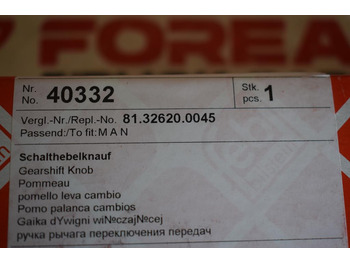 FOREA
Nr.
No. 40332
Stk.
pcs. 1
Vergl.-Nr./Repl.-No. 81.32620.0045
Passend:/To fit: M A N
Schalthebelknauf
Gearshift Knob
Pommeau
pomello leva cambio
Pomo palanca cambios
Gaika dYwigni wi№czaj№cej
ручка рычага переключения передач